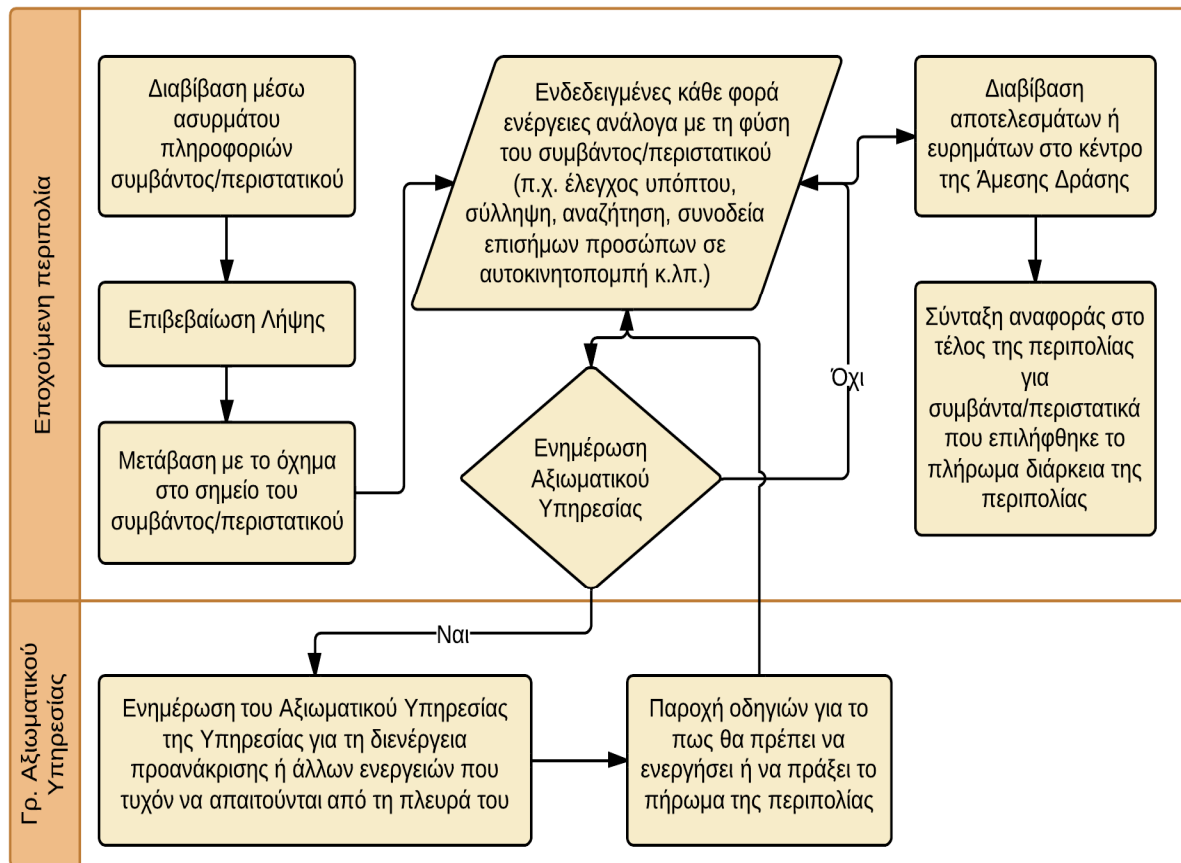 Εποχούμενη περιπολία
Διαβίβαση μέσω
ασυρμάτου
πληροφοριών
συμβάντος/περιστατικού
Επιβεβαίωση Λήψης
Μετάβαση με το όχημα
στο σημείο του
συμβάντος/περιστατικού
Ενδεδειγμένες κάθε φορά
ενέργειες ανάλογα με τη φύση
του συμβάντος/περιστατικού
(π.χ. έλεγχος υπόπτου,
σύλληψη, αναζήτηση, συνοδεία
επισήμων προσώπων σε
αυτοκινητοπομπή κ.λπ.)
Ενημέρωση
Αξιωματικού
Υπηρεσίας
Όχι
Ναι
Διαβίβαση
αποτελεσμάτων ή
ευρημάτων στο κέντρο
της Άμεσης Δράσης
Σύνταξη αναφοράς στο
τέλος της περιπολίας
για
συμβάντα/περιστατικά
που επιλήφθηκε το
πλήρωμα διάρκεια της
περιπολίας
Γρ. Αξιωματικού
Υπηρεσίας
Ενημέρωση του Αξιωματικού Υπηρεσίας
της Υπηρεσίας για τη διενέργεια
προανάκρισης ή άλλων ενεργειών που
τυχόν να απαιτούνται από τη πλευρά του
Παροχή οδηγιών για το
πως θα πρέπει να
ενεργήσει ή να πράξει το
πήρωμα της περιπολίας